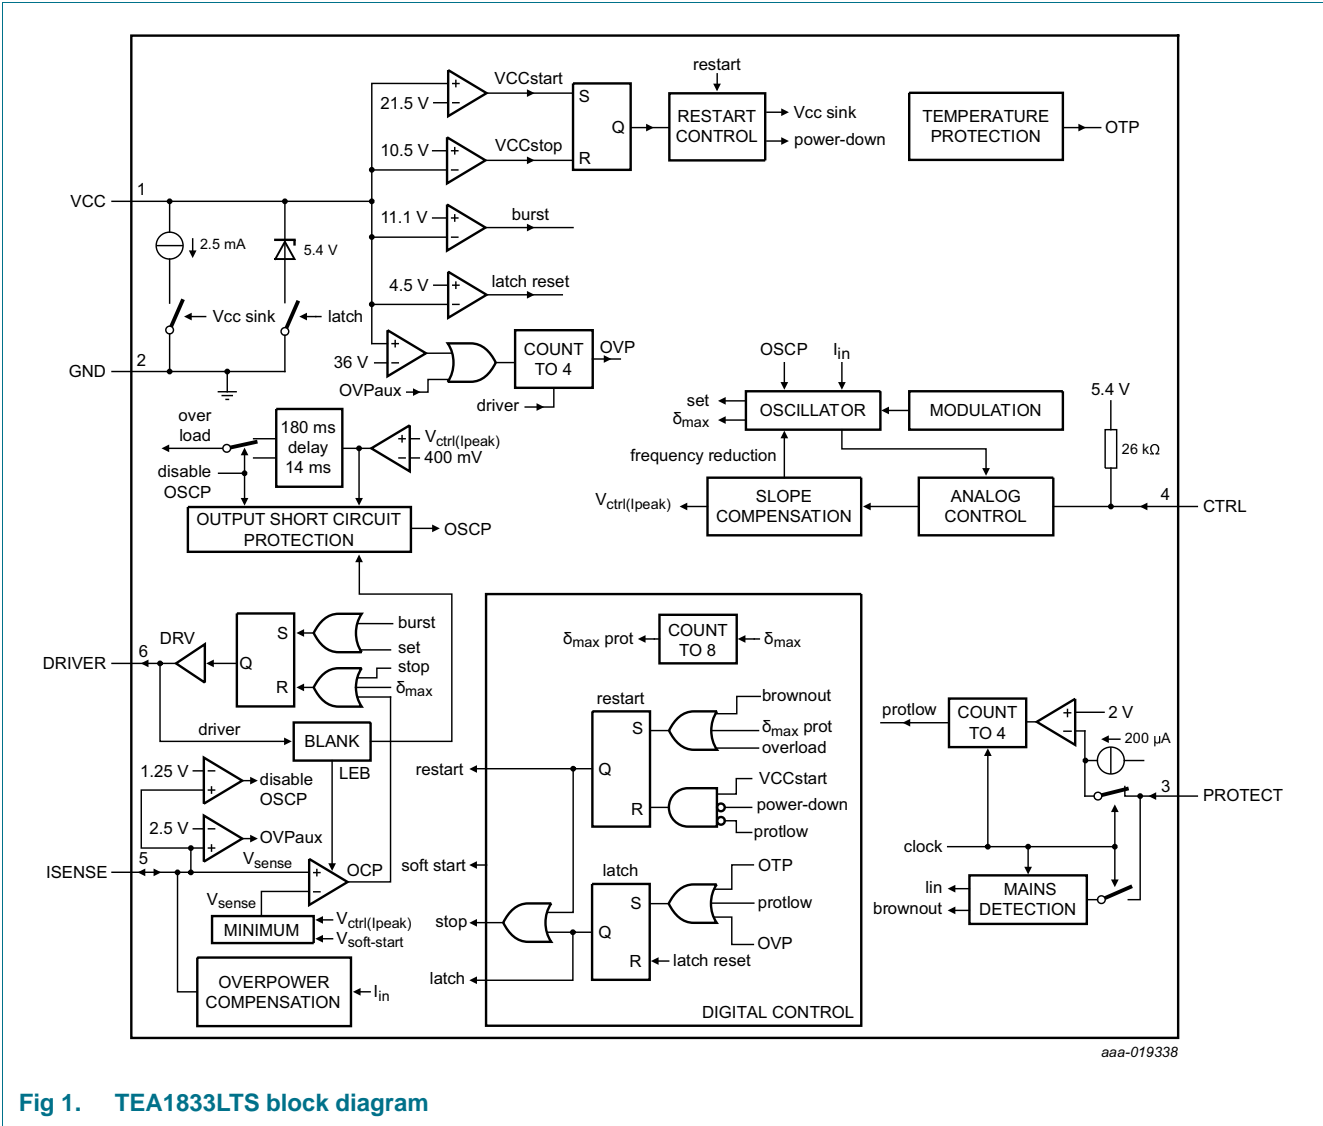 restart
VCCstart
21.5 V
S
Q
R
RESTART
CONTROL
Vcc sink
power-down
TEMPERATURE
PROTECTION
OTP
10.5 V
VCCstop
VCC
1
11.1 V
burst
2.5 mA
5.4 V
4.5 V
latch reset
Vcc sink
latch
36 V
OVPaux
COUNT
TO 4
OVP
driver
GND
2
OSCP
Iin
set
δmax
OSCILLATOR
MODULATION
5.4 V
26 kΩ
frequency reduction
over
load
180 ms
delay
14 ms
Vctrl(Ipeak)
400 mV
disable
OSCP
OUTPUT SHORT CIRCUIT
PROTECTION
OSCP
Vctrl(Ipeak)
SLOPE
COMPENSATION
ANALOG
CONTROL
4
CTRL
DRV
6
DRIVER
S
Q
R
burst
set
stop
δmax
driver
BLANK
LEB
δmax prot
COUNT
TO 8
δmax
restart
S
Q
R
brownout
δmax prot
overload
VCCstart
power-down
protlow
restart
protlow
COUNT
TO 4
2 V
200 µA
3
PROTECT
1.25 V
disable
OSCP
2.5 V
OVPaux
ISENSE
5
Vsense
OCP
Vsense
MINIMUM
Vctrl(Ipeak)
Vsoft-start
OVERPOWER
COMPENSATION
Iin
soft start
latch
S
Q
R
OTP
protlow
OVP
latch reset
stop
latch
DIGITAL CONTROL
clock
Iin
brownout
MAINS
DETECTION
aaa-019338
Fig 1. TEA1833LTS block diagram